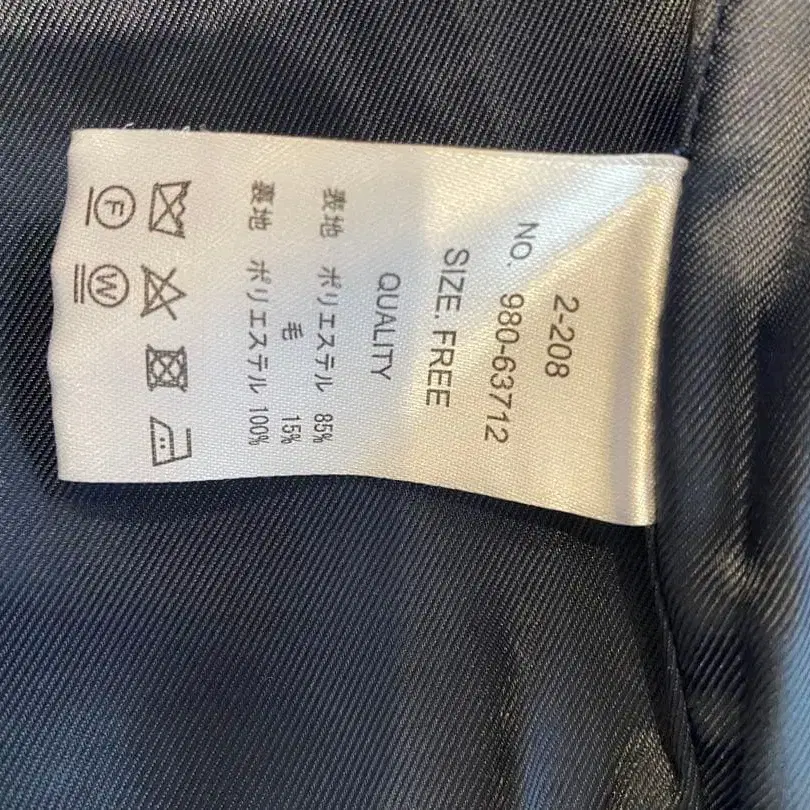 2-208
NO. 980-63712
SIZE. FREE
QUALITY
表地 ポリエステル 85%
毛 15%
裏地 ポリエステル 100%
F
W